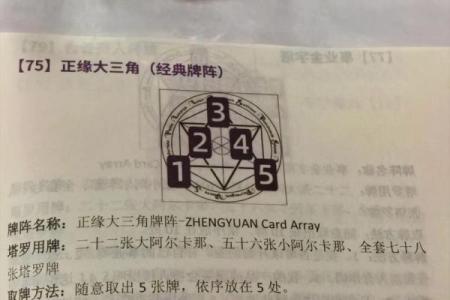 【75】正缘大三角（经典牌阵）
3
2 4
1 5
牌阵名称：正缘大三角牌阵-ZHENGYUAN Card Array
塔罗用牌：二十二张大阿尔卡那、五十六张小阿尔卡那、全套七十八
张塔罗牌
取牌方法：随意取出 5 张牌，依序放在 5 处。